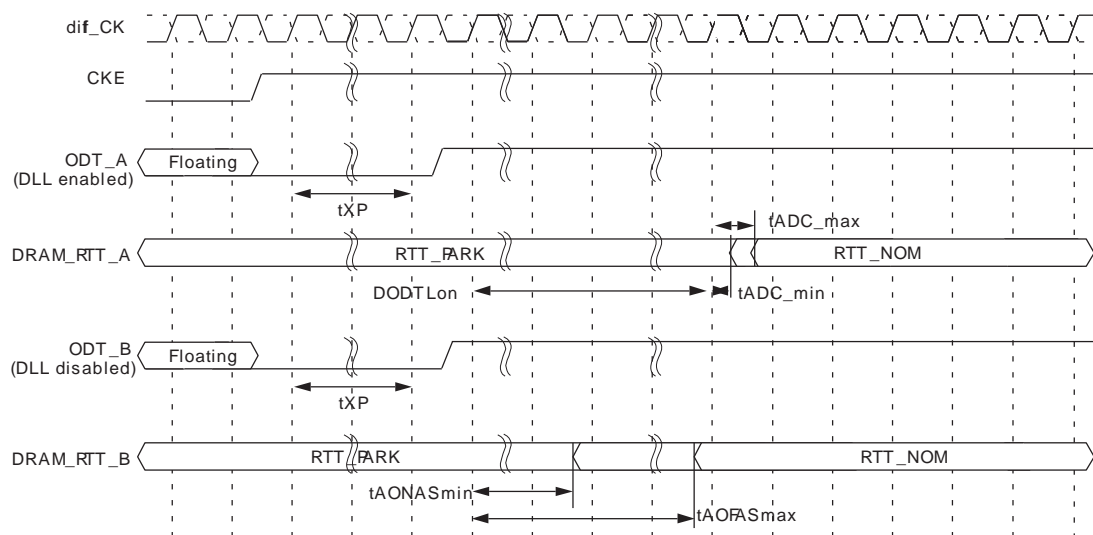 dif_CK
CKE
ODT_A
(DLL enabled)
Floating
tXP
tADC_max
DRAM_RTT_A
RTT_PARK
RTT_NOM
DODTLon
tADC_min
ODT_B
(DLL disabled)
Floating
tXP
DRAM_RTT_B
RTT_PARK
RTT_NOM
tAONASmin
tAOFASmax